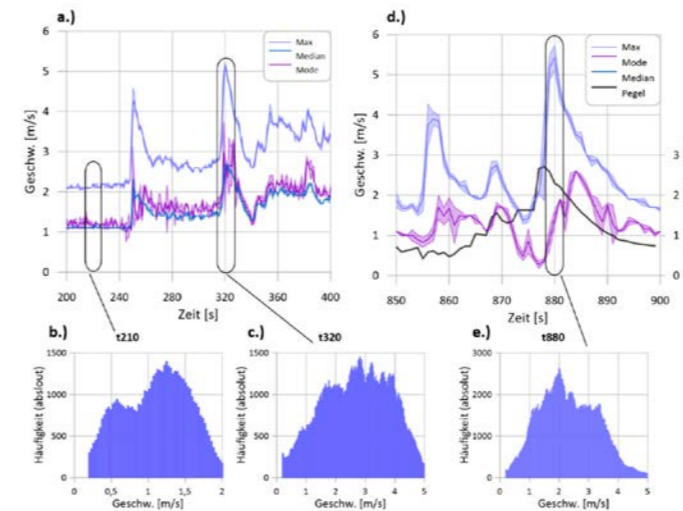 a.)
6
5
4
3
2
1
0
Geschw. [m/s]
Max
Median
Mode
200 240 280 320 360 400
Zeit [s]
d.)
6
5
4
3
2
1
0
Geschw. [m/s]
Max
Mode
Median
Pegel
3
2
1
0
850 860 870 880 890 900
Zeit [s]
b.)
t210
1500
1000
500
0
Häufigkeit (abslout)
0 0,5 1 1,5 2
Geschw. [m/s]
c.)
t320
1500
1000
500
0
Häufigkeit (absolut)
0 1 2 3 4 5
Geschw. [m/s]
e.)
t880
3000
2000
1000
0
Häufigkeit (absolut)
0 1 2 3 4 5
Geschw. [m/s]